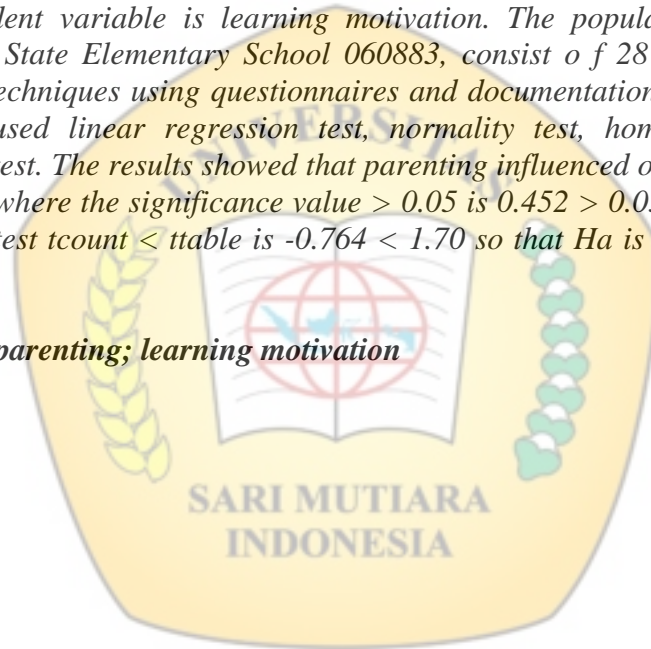 dent variable is learning motivation. The popula
State Elementary School 060883, consist o f 28
echniques using questionnaires and documentation
used linear regression test, normality test, hom
est. The results showed that parenting influenced o
where the significance value > 0.05 is 0.452 > 0.0
test tcount < ttable is -0.764 < 1.70 so that Ha is
parenting; learning motivation
UNIVERSITAS
SARI MUTIARA
INDONESIA